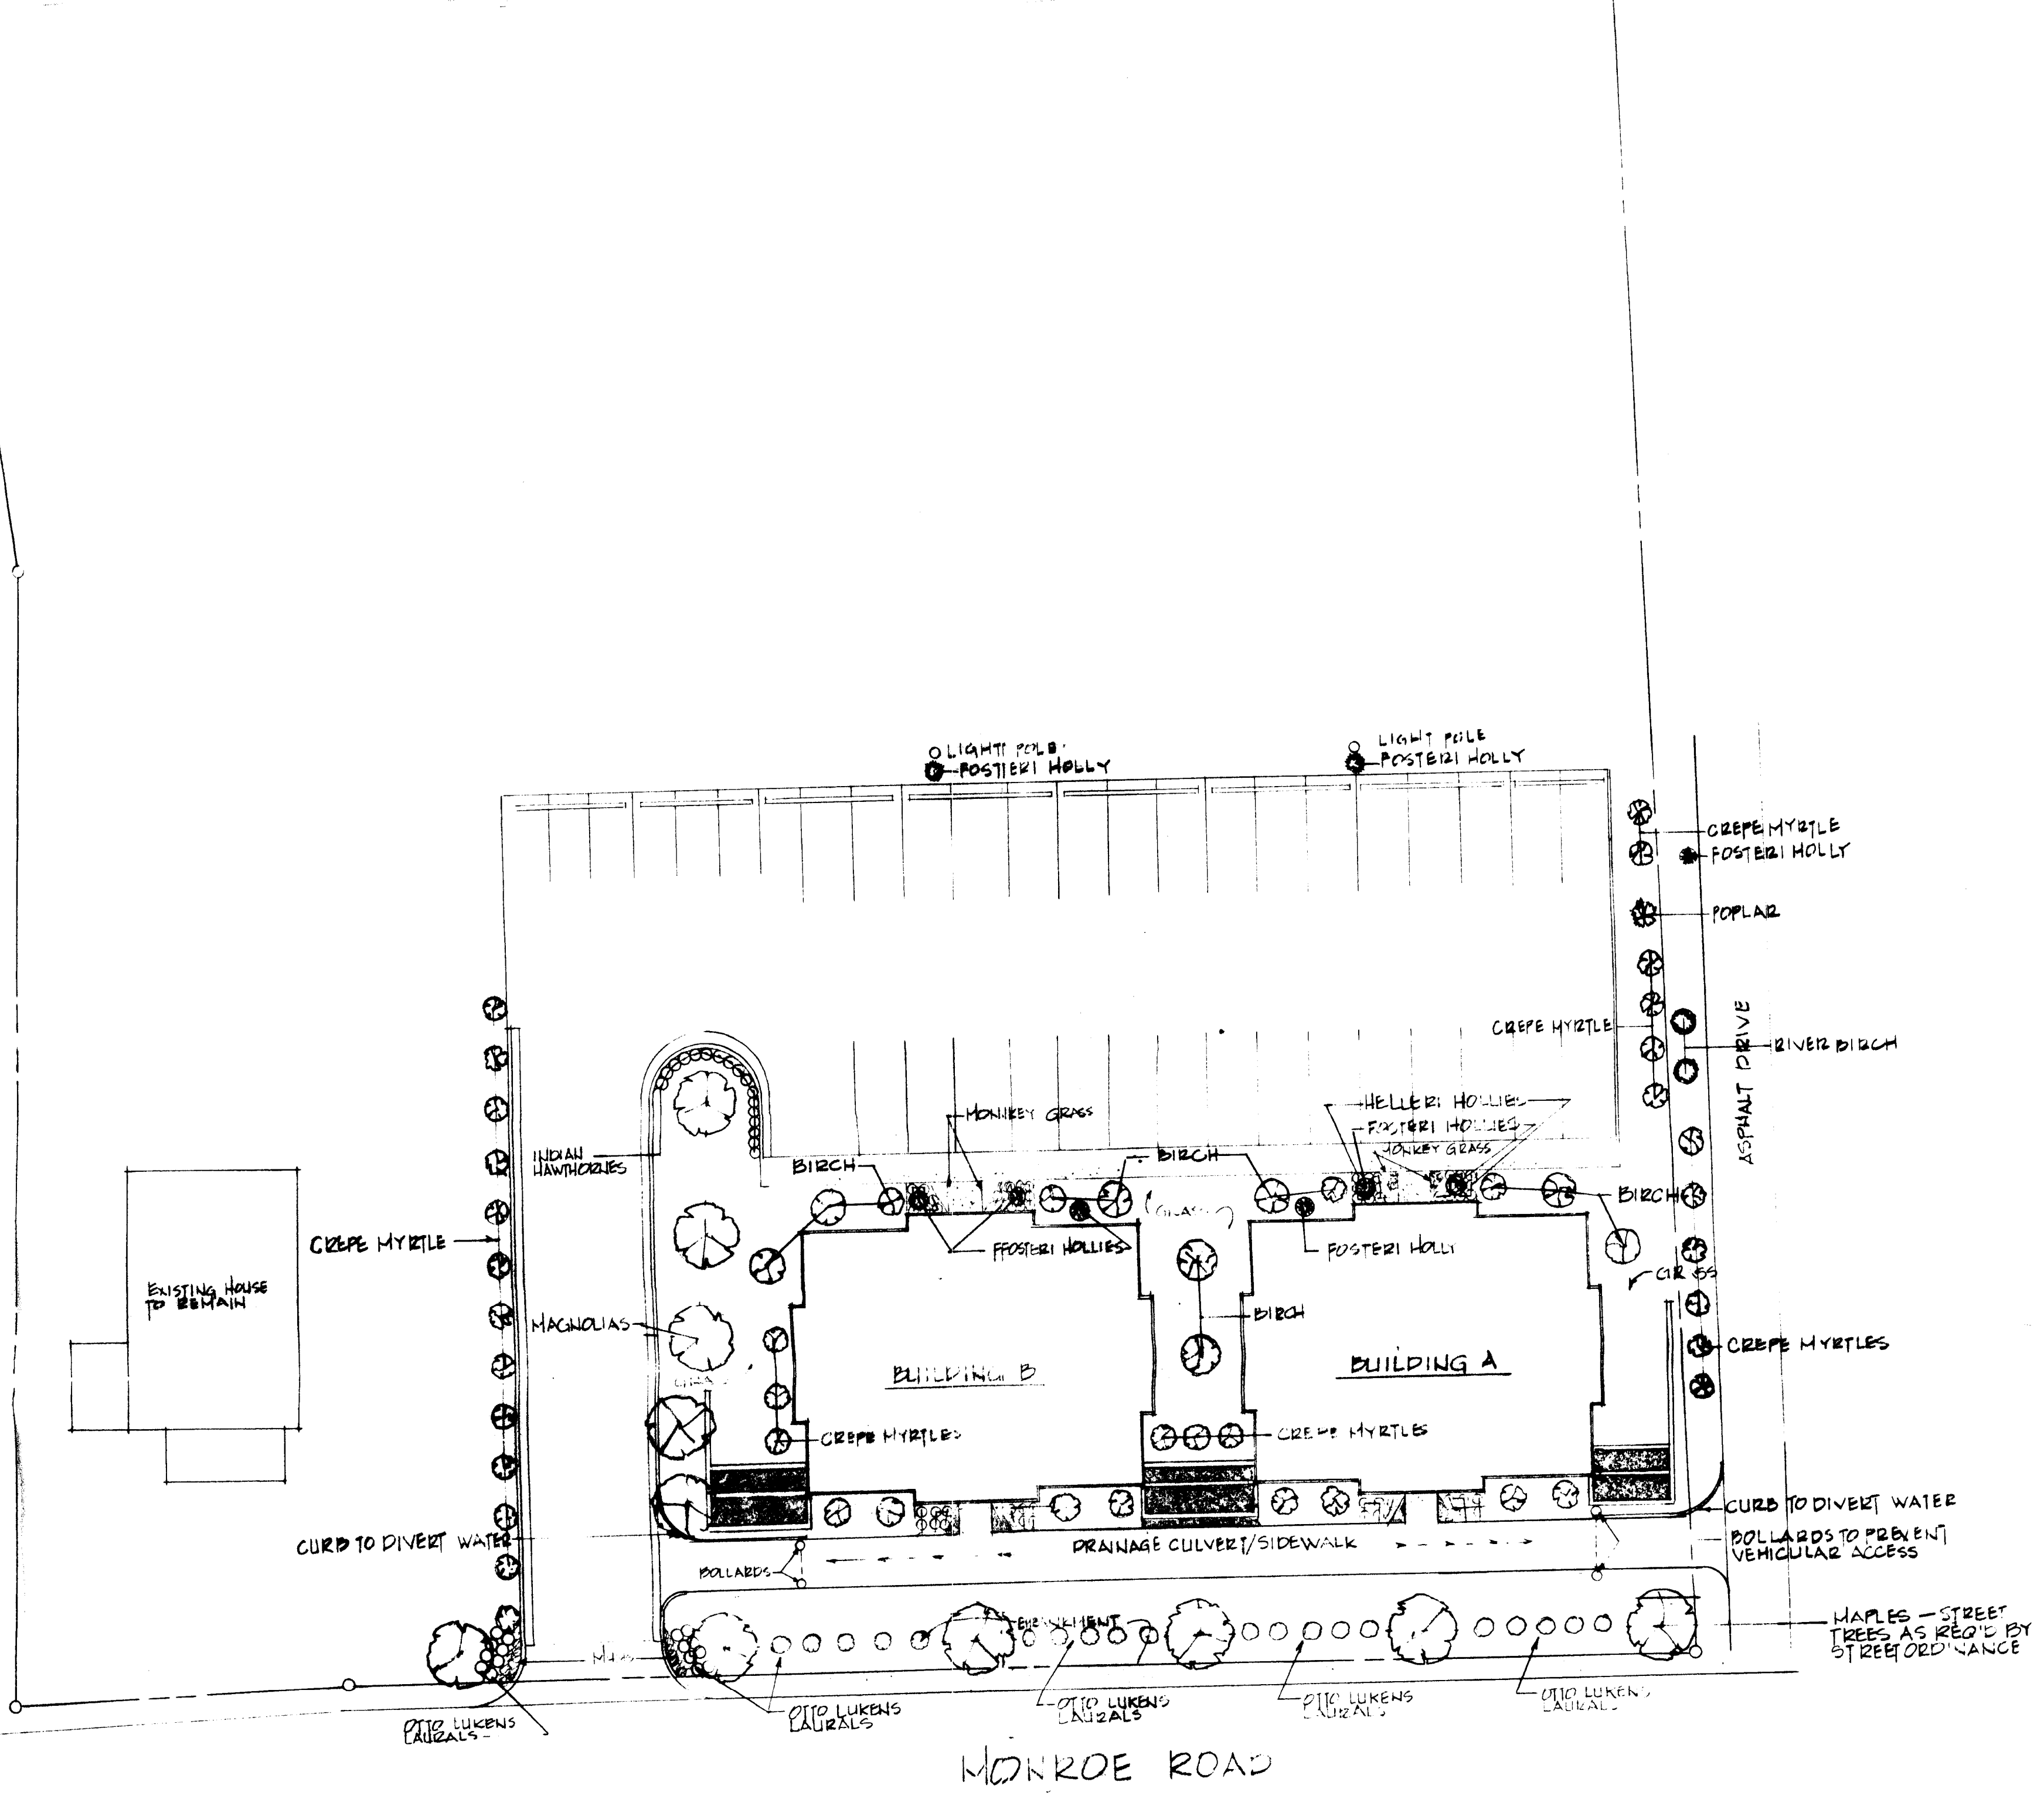 LIGHT POLE
FOSTERI HOLLY
LIGHT POLE
FOSTERI HOLLY
CREPE MYRTLE
FOSTERI HOLLY
POPLAR
CREPE MYRTLE
RIVER BIRCH
ASPHALT DRIVE
MONKEY GRASS
HELLERI HOLLIES
FOSTERI HOLLIES
MONKEY GRASS
INDIAN
HAWTHORNES
BIRCH
BIRCH
BIRCH
GRASS
CREPE MYRTLE
FFOSTERI HOLLIES
FOSTERI HOLLY
EXISTING HOUSE
TO REMAIN
MAGNOLIAS
BIRCH
CREPE MYRTLES
BUILDING B
BUILDING A
CREPE MYRTLES
CREPE MYRTLES
CURB TO DIVERT WATER
CURB TO DIVERT WATER
DRAINAGE CULVERT/SIDEWALK
BOLLARDS TO PREVENT
VEHICULAR ACCESS
BOLLARDS
EMBANKMENT
MAPLES — STREET
TREES AS REQ'D BY
STREET ORDINANCE
OTTO LUKENS
LAURALS
OTTO LUKENS
LAURALS
OTTO LUKENS
LAURALS
OTTO LUKENS
LAURALS
OTTO LUKENS
LAURALS
MONROE ROAD